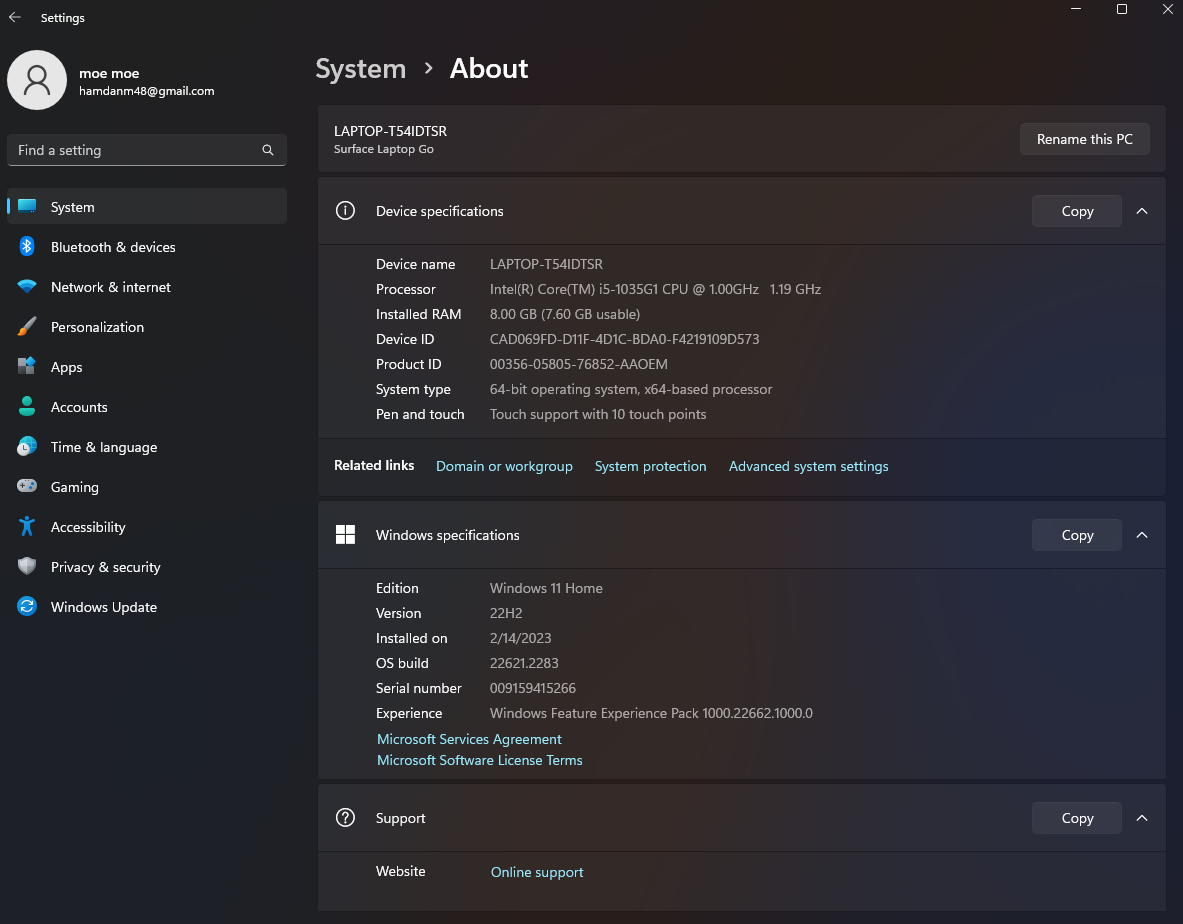 Settings
moe moe
hamdanm48@gmail.com
Find a setting
System
Bluetooth & devices
Network & internet
Personalization
Apps
Accounts
Time & language
Gaming
Accessibility
Privacy & security
Windows Update
System > About
LAPTOP-T54IDTSR
Surface Laptop Go
Rename this PC
Device specifications Copy
Device name LAPTOP-T54IDTSR
Processor Intel(R) Core(TM) i5-1035G1 CPU @ 1.00GHz 1.19 GHz
Installed RAM 8.00 GB (7.60 GB usable)
Device ID CAD069FD-D11F-4D1C-BDA0-F4219109D573
Product ID 00356-05805-76852-AAOEM
System type 64-bit operating system, x64-based processor
Pen and touch Touch support with 10 touch points
Related links Domain or workgroup System protection Advanced system settings
Windows specifications Copy
Edition Windows 11 Home
Version 22H2
Installed on 2/14/2023
OS build 22621.2283
Serial number 009159415266
Experience Windows Feature Experience Pack 1000.22662.1000.0
Microsoft Services Agreement
Microsoft Software License Terms
Support Copy
Website Online support